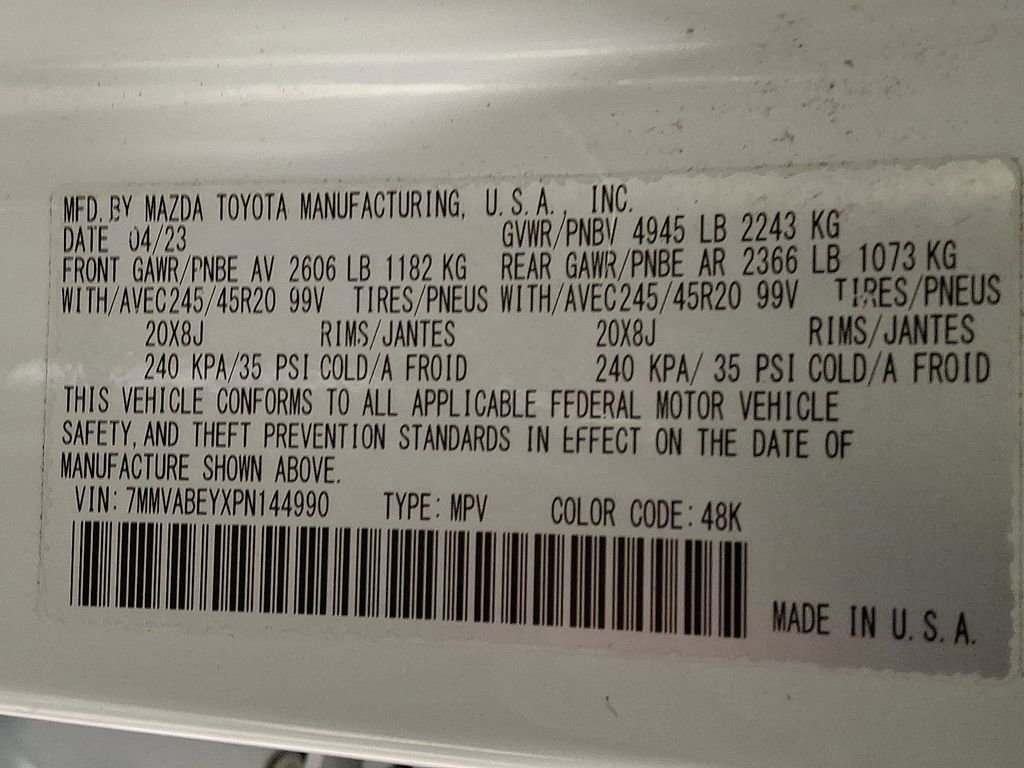 MFD. BY MAZDA TOYOTA MANUFACTURING, U. S. A., INC.
DATE 04/23 GVWR/PNBV 4945 LB 2243 KG
FRONT GAWR/PNBE AV 2606 LB 1182 KG REAR GAWR/PNBE AR 2366 LB 1073 KG
WITH/AVEC245/45R20 99V TIRES/PNEUS WITH/AVEC245/45R20 99V TIRES/PNEUS
20X8J RIMS/JANTES 20X8J RIMS/JANTES
240 KPA/35 PSI COLD/A FROID 240 KPA/ 35 PSI COLD/A FROID
THIS VEHICLE CONFORMS TO ALL APPLICABLE FEDERAL MOTOR VEHICLE
SAFETY, AND THEFT PREVENTION STANDARDS IN EFFECT ON THE DATE OF
MANUFACTURE SHOWN ABOVE.
VIN: 7MMVABEYXPN144990 TYPE: MPV COLOR CODE: 48K
MADE IN U. S. A.